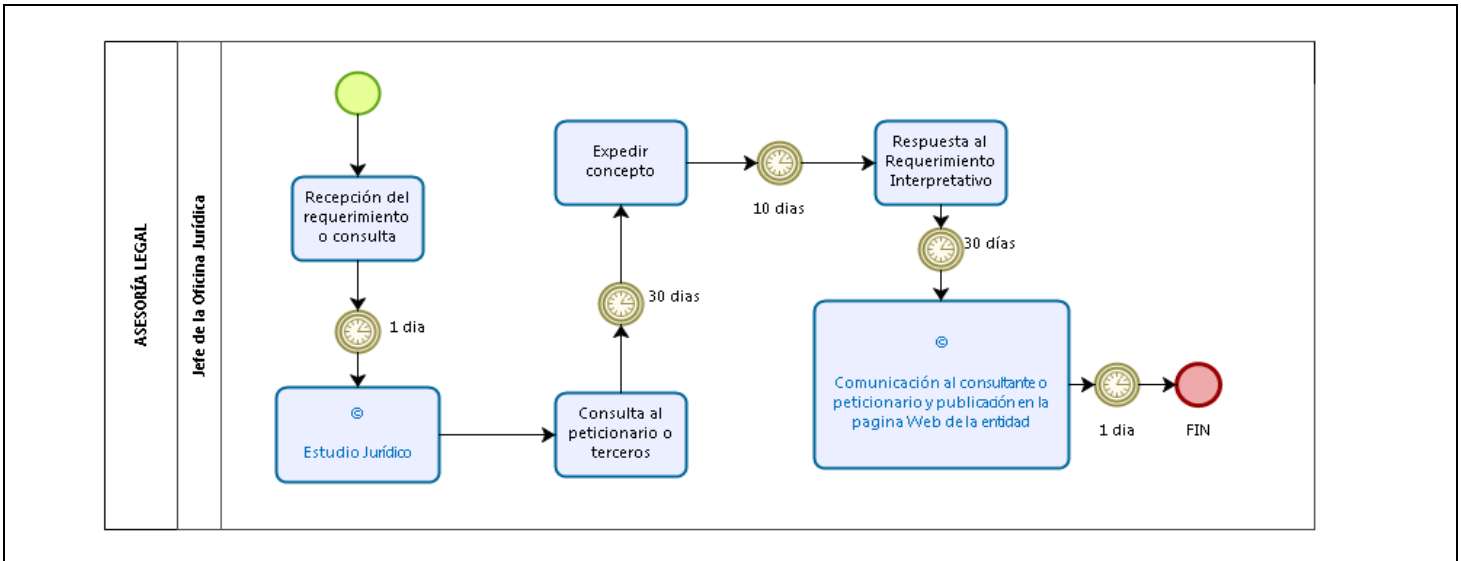 ASESORÍA LEGAL
Jefe de la Oficina Jurídica
Recepción del
requerimiento
o consulta
1 dia
©
Estudio Jurídico
Consulta al
peticionario o
terceros
30 dias
Expedir
concepto
10 dias
Respuesta al
Requerimiento
Interpretativo
30 días
©
Comunicación al consultante o
peticionario y publicación en la
pagina Web de la entidad
1 dia
FIN